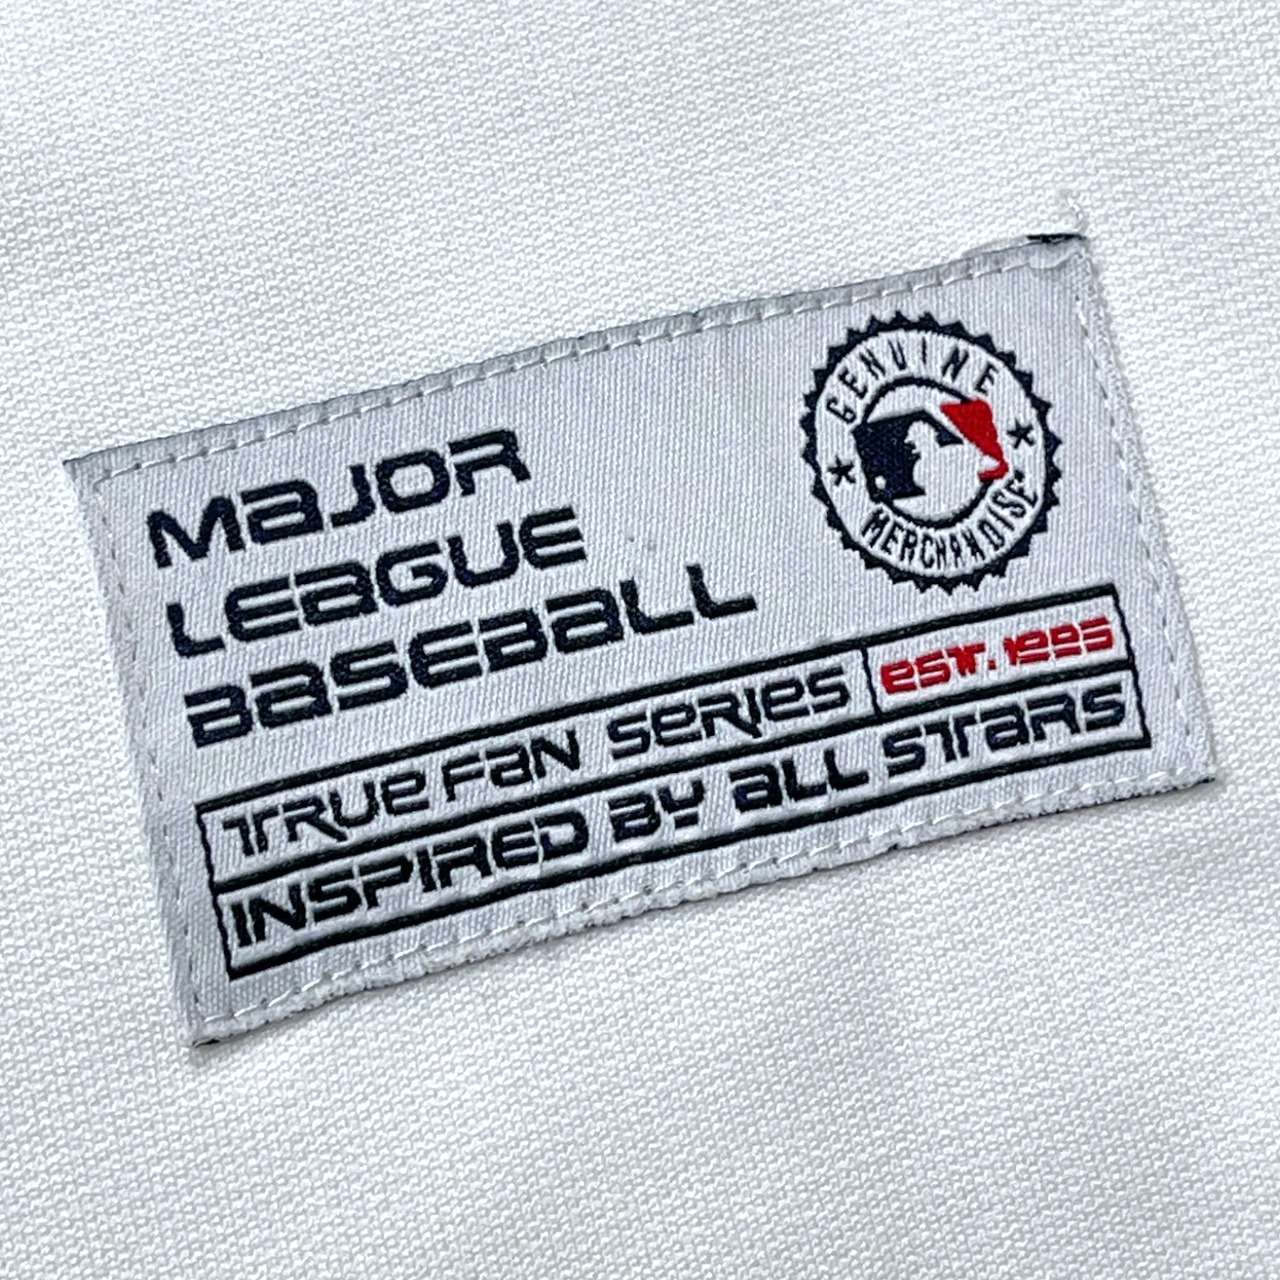 MaJOR
LEaGUE
BaSEBaLL
GENUINE
MERCHANDISE
TRUe FaN SeRIes
esT. 1995
INSPIRED BY aLL STaRS